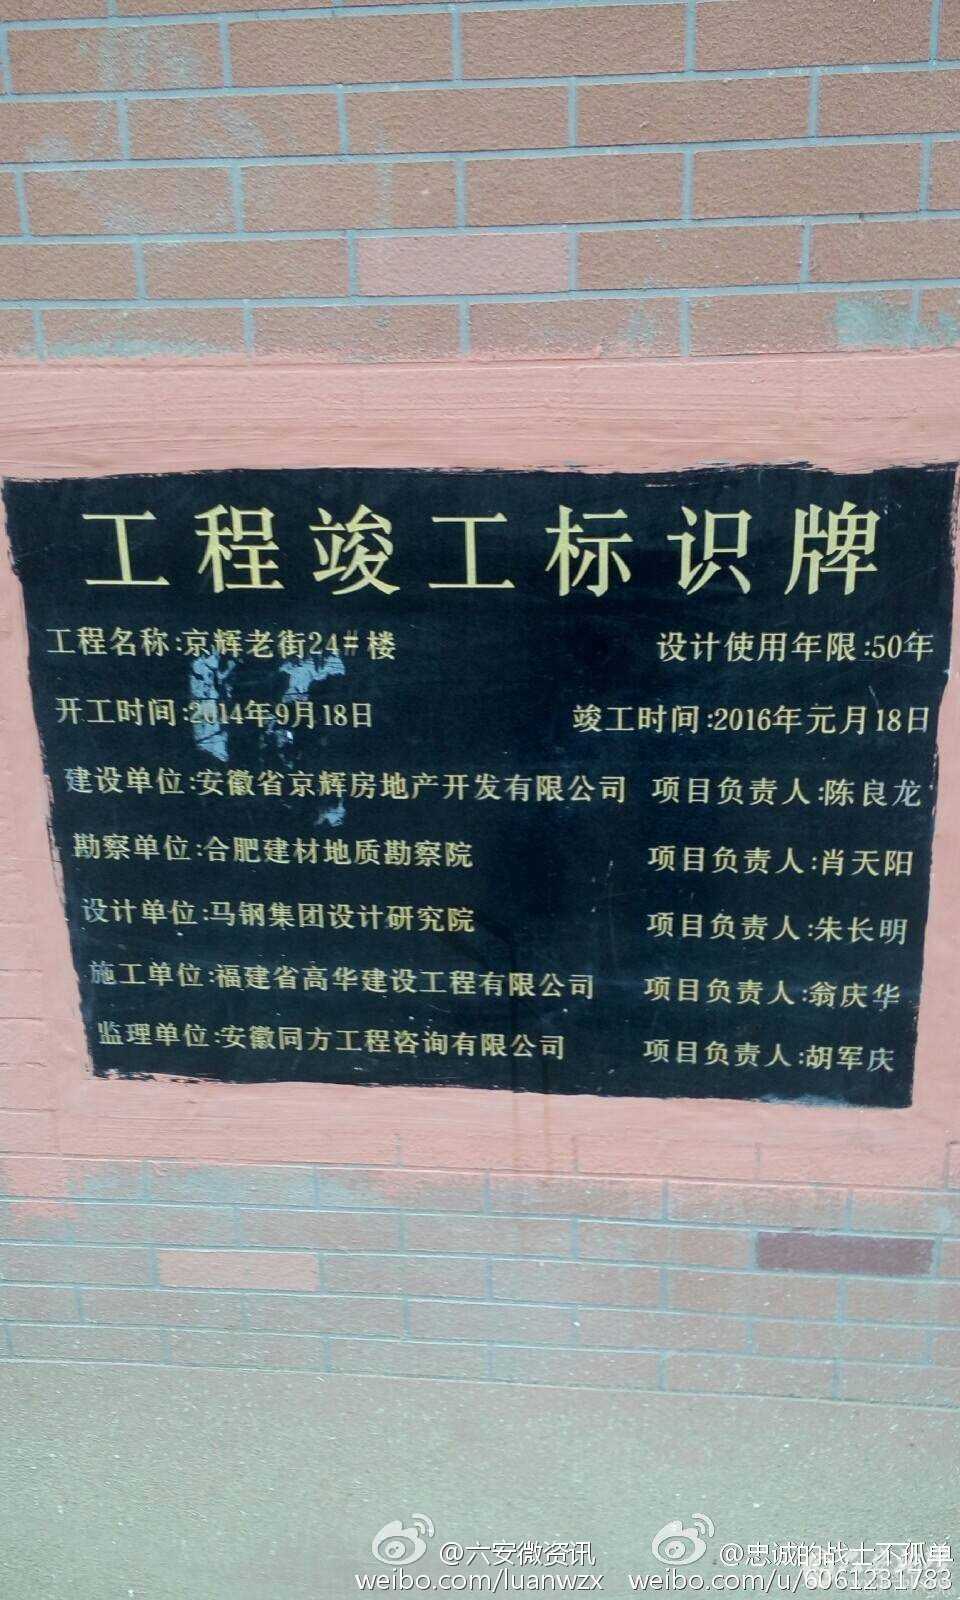 工程竣工标识牌
工程名称:京辉老街24#楼 设计使用年限:50年
开工时间:2014年9月18日 竣工时间:2016年元月18日
建设单位:安徽省京辉房地产开发有限公司 项目负责人:陈良龙
勘察单位:合肥建材地质勘察院 项目负责人:肖天阳
设计单位:马钢集团设计研究院 项目负责人:朱长明
施工单位:福建省高华建设工程有限公司 项目负责人:翁庆华
监理单位:安徽同方工程咨询有限公司 项目负责人:胡军庆
@六安微资讯 @忠诚的战士不孤单
weibo.com/luanwzx weibo.com/u/6061231783